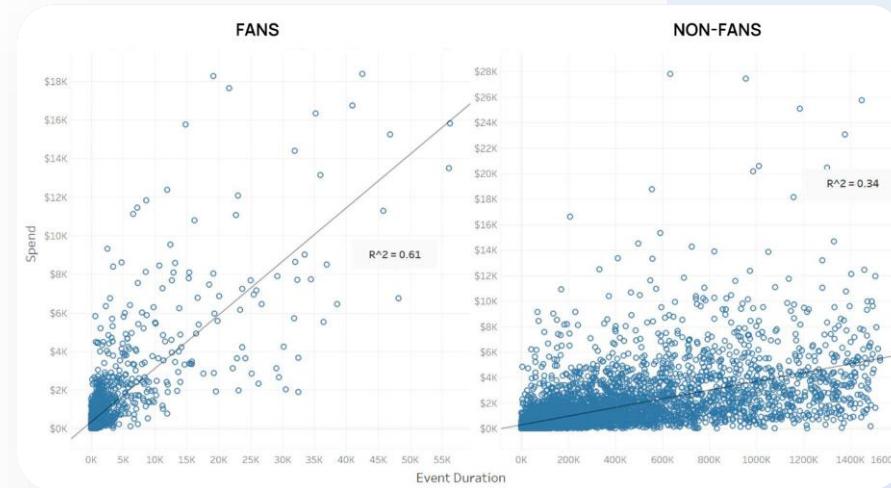 FANS
NON-FANS
Spend
$18K
$16K
$14K
$12K
$10K
$8K
$6K
$4K
$2K
$0K
R^2 = 0.61
0K 5K 10K 15K 20K 25K 30K 35K 40K 45K 50K 55K
$28K
$26K
$24K
$22K
$20K
$18K
$16K
$14K
$12K
$10K
$8K
$6K
$4K
$2K
$0K
R^2 = 0.34
0K 200K 400K 600K 800K 1000K 1200K 1400K 1600
Event Duration